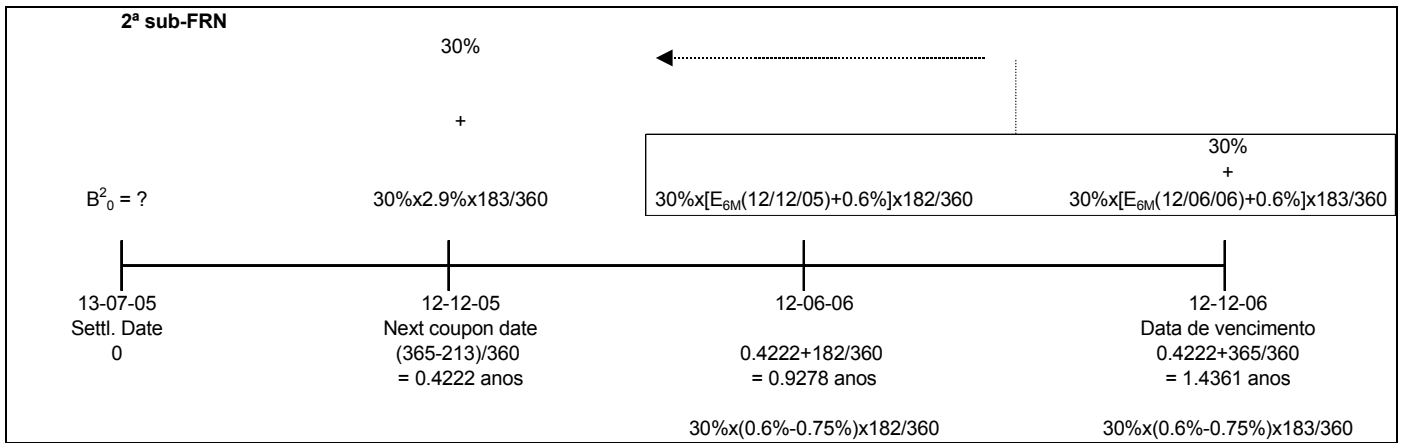 2ª sub-FRN
30%
+
30%
+
B²₀ = ?
30%x2.9%x183/360
30%x[E₆ₘ(12/12/05)+0.6%]x182/360
30%x[E₆ₘ(12/06/06)+0.6%]x183/360
13-07-05
12-12-05
12-06-06
12-12-06
Settl. Date
Next coupon date
Data de vencimento
0
(365-213)/360
0.4222+182/360
0.4222+365/360
= 0.4222 anos
= 0.9278 anos
= 1.4361 anos
30%x(0.6%-0.75%)x182/360
30%x(0.6%-0.75%)x183/360